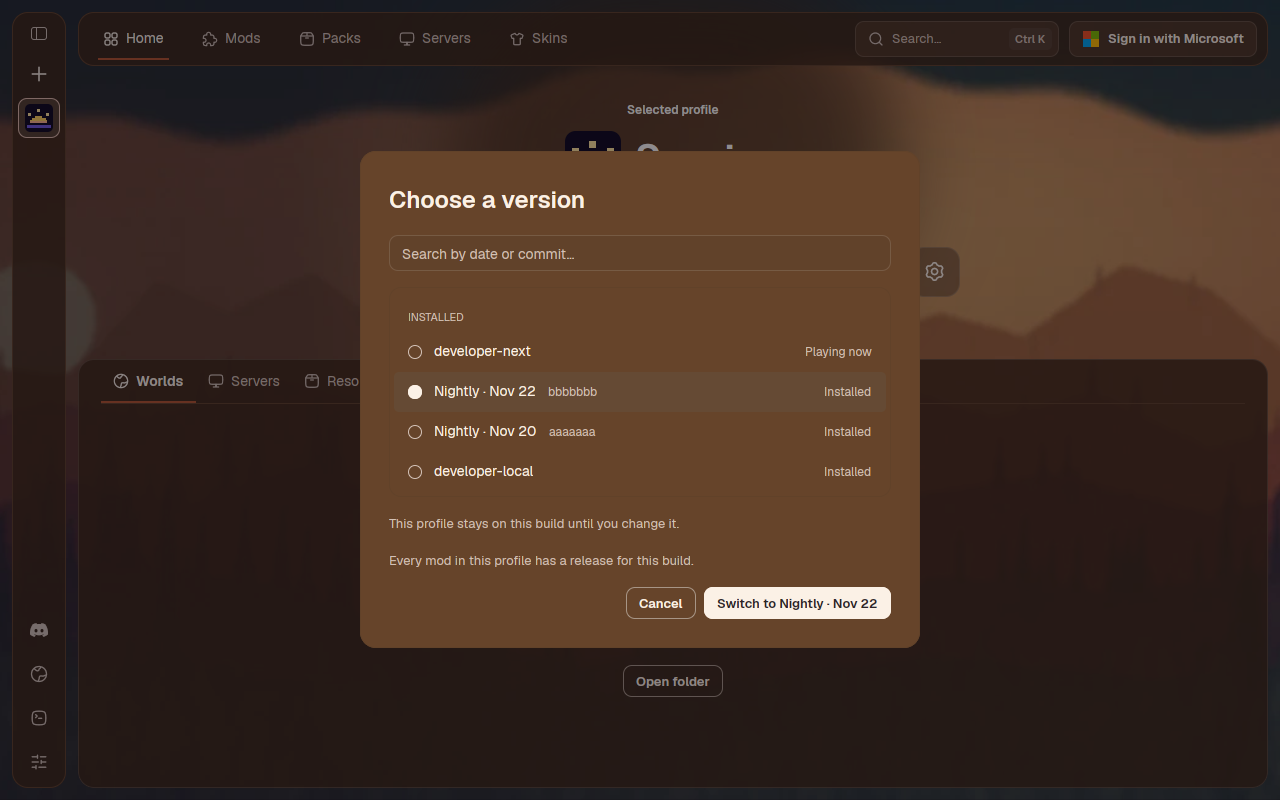 Home
Mods
Packs
Servers
Skins
Search...
Ctrl K
Sign in with Microsoft
Selected profile
Choose a version
Search by date or commit...
INSTALLED
developer-next
Playing now
Nightly · Nov 22 bbbbbbb
Installed
Nightly · Nov 20 aaaaaaa
Installed
developer-local
Installed
This profile stays on this build until you change it.
Every mod in this profile has a release for this build.
Cancel
Switch to Nightly · Nov 22
Worlds
Servers
Reso
Open folder